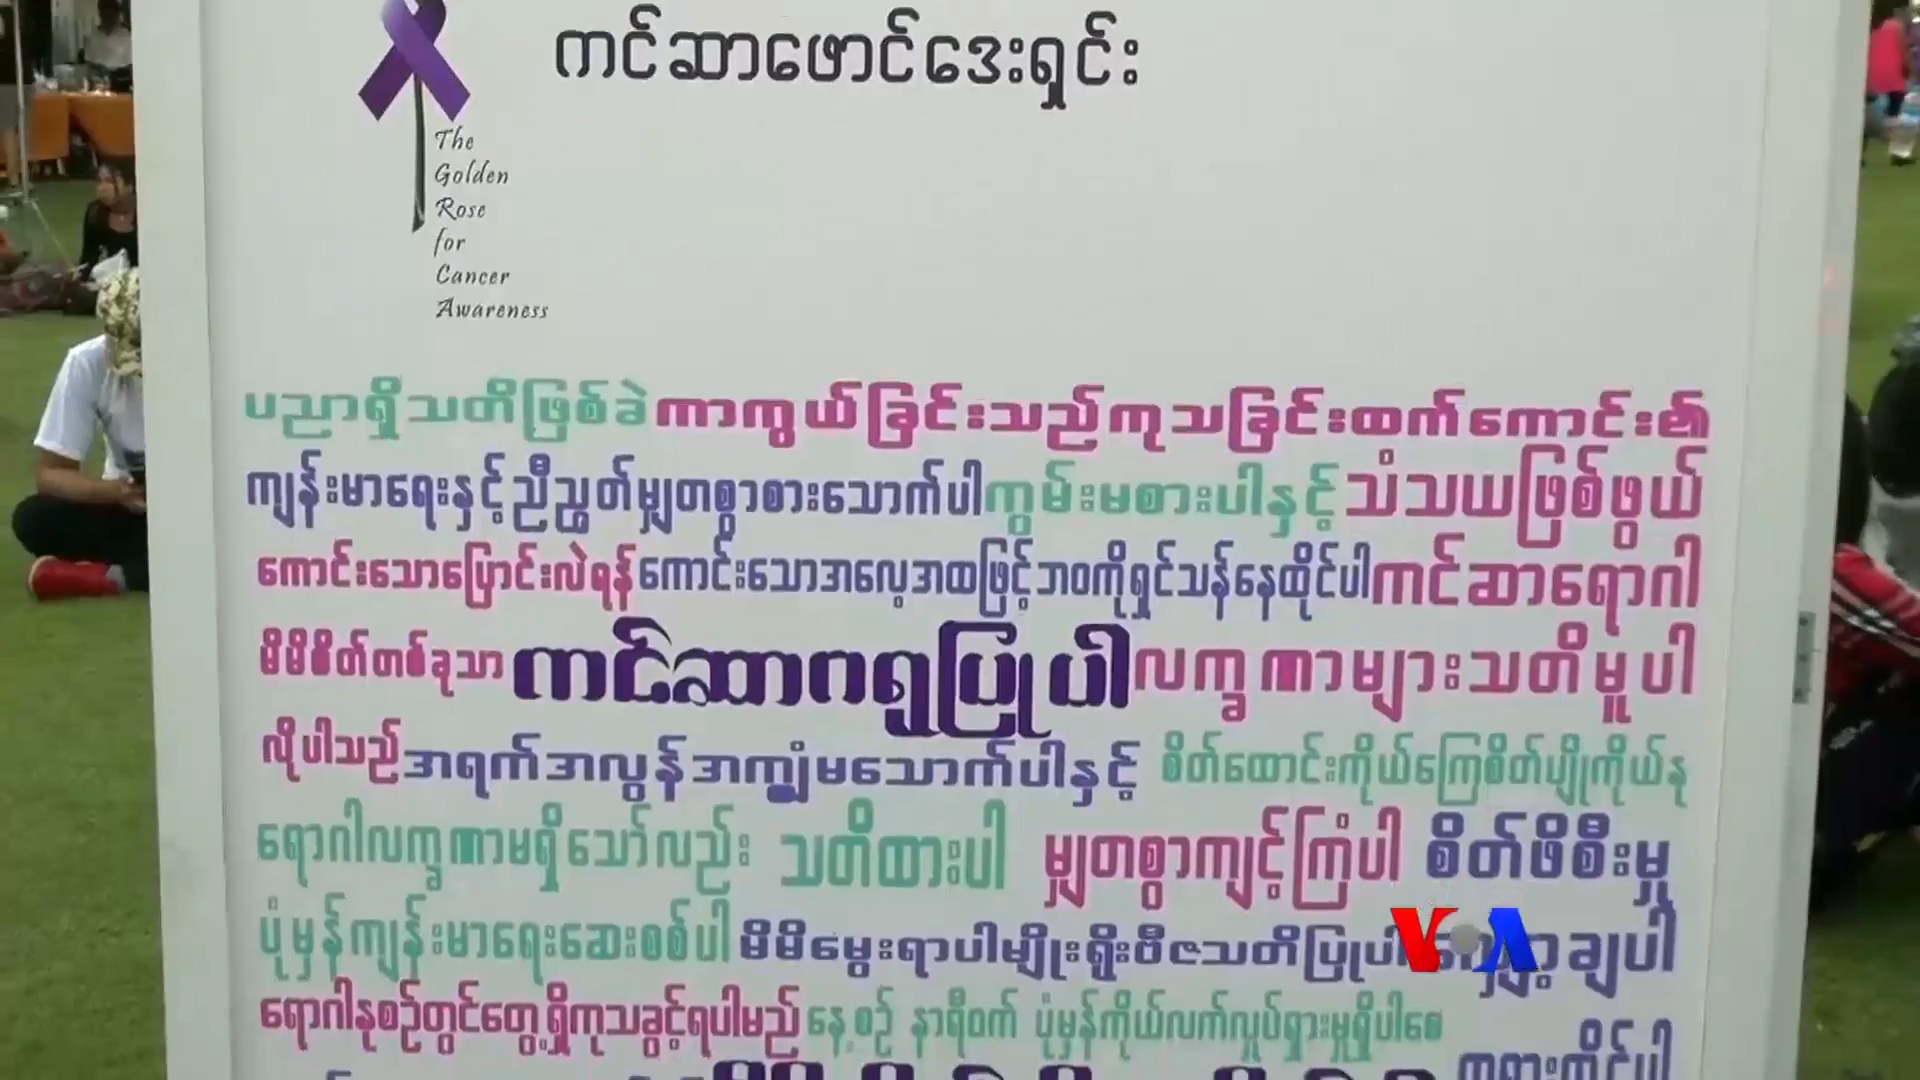 ကင်ဆာဖောင်ဒေးရှင်း
The
Golden
Rose
for
Cancer
Awareness
ပညာရှိသတိဖြစ်ခဲ ကာကွယ်ခြင်းသည်ကုသခြင်းထက်ကောင်း၏
ကျန်းမာရေးနှင့်ညီညွတ်မျှတစွာစားသောက်ပါ ကွမ်းမစားပါနှင့် သံသယဖြစ်ဖွယ်
ကောင်းသောပြောင်းလဲရန် ကောင်းသောအလေ့အထဖြင့်ဘဝကိုရှင်သန်နေထိုင်ပါ ကင်ဆာရောဂါ
မိမိစိတ်တစ်ခုသာ ကင်ဆာဂရုပြုပါ လက္ခဏာများသတိမူပါ
လိုပါသည် အရက်အလွန်အကျွံမသောက်ပါနှင့် စိတ်ထောင်းကိုယ်ကြေစိတ်ပျိုကိုယ်နု
ရောဂါလက္ခဏာမရှိသော်လည်း သတိထားပါ မျှတစွာကျင့်ကြံပါ စိတ်ဖိစီးမှု
ပုံမှန်ကျန်းမာရေးဆေးစစ်ပါ မိမိမွေးရာပါမျိုးရိုးဗီဇသတိပြုပါ လျှော့ချပါ
VOA
ရောဂါနုစဉ်တွင်တွေ့ရှိကုသခွင့်ရပါမည် နေ့စဉ် နာရီဝက် ပုံမှန်ကိုယ်လက်လှုပ်ရှားမှုရှိပါစေ